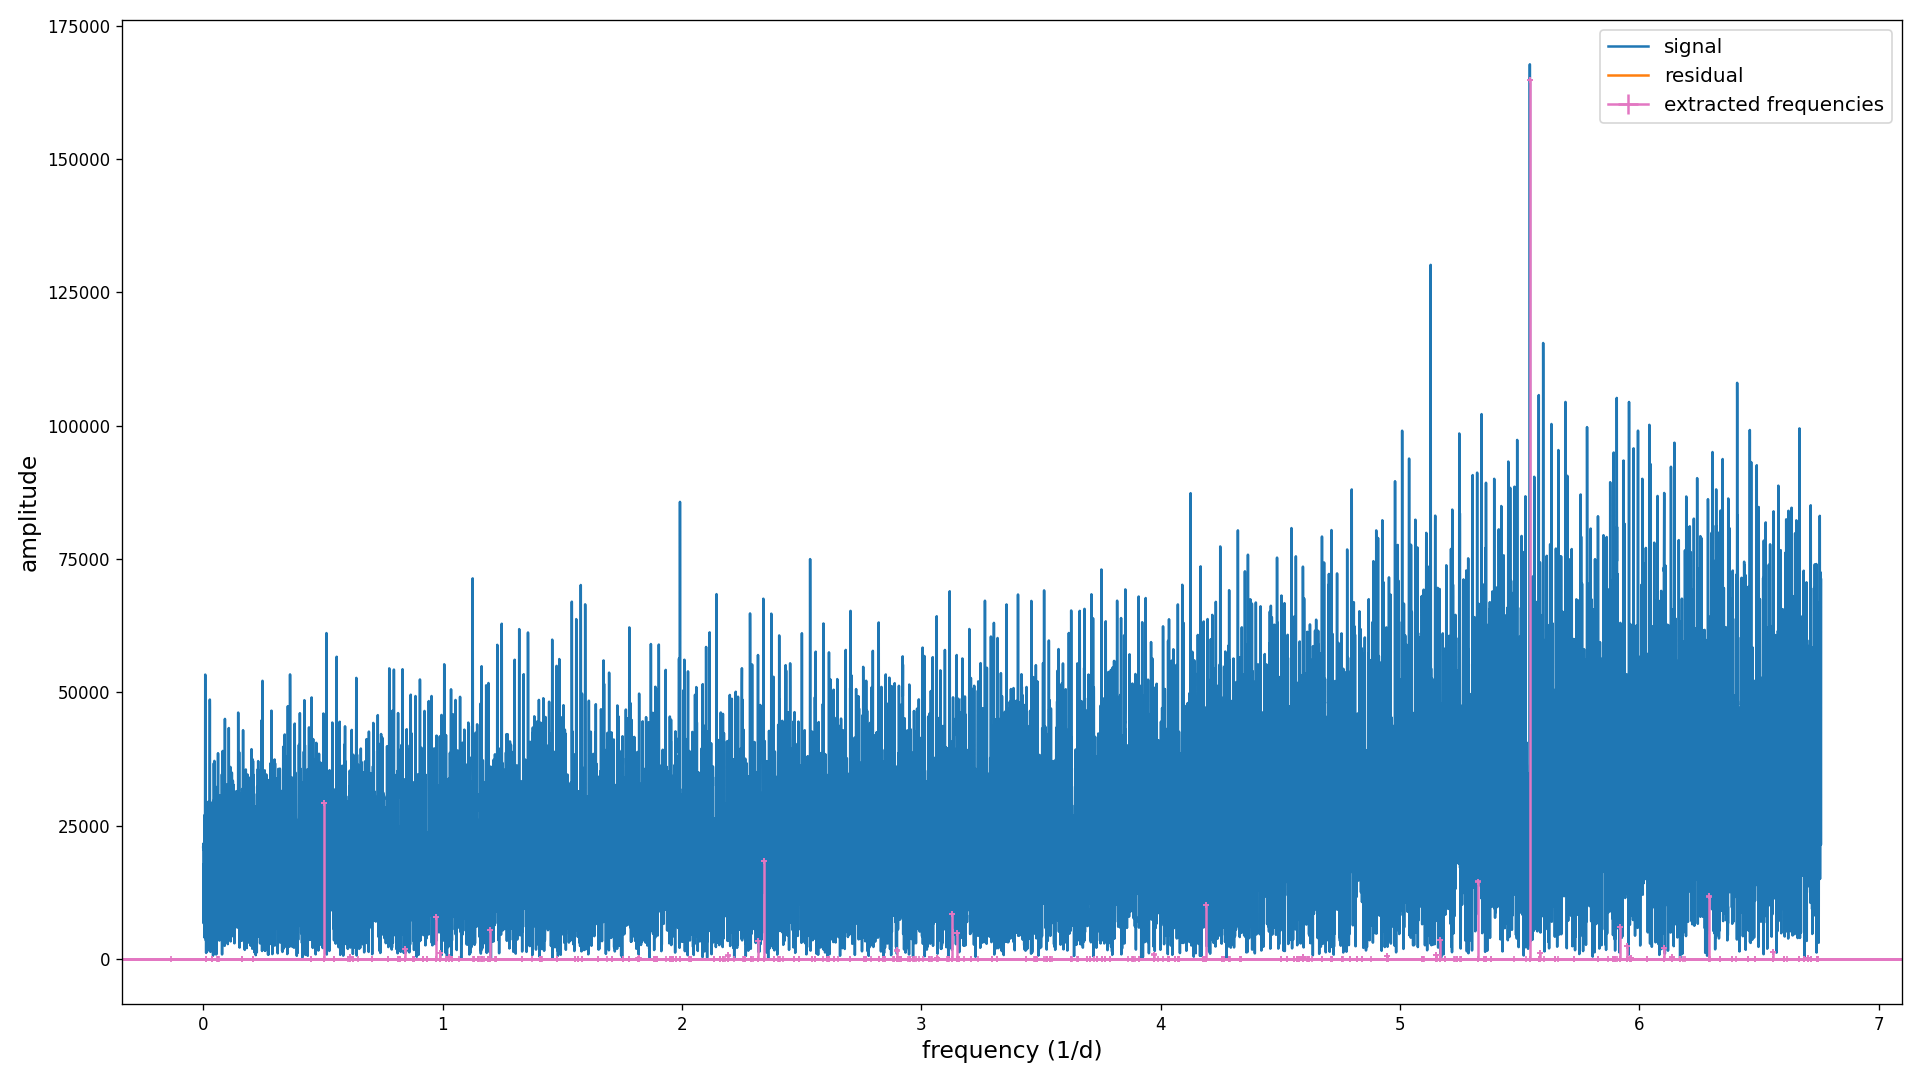 175000
150000
125000
100000
75000
50000
25000
0
amplitude
0 1 2 3 4 5 6 7
frequency (1/d)
signal
residual
extracted frequencies